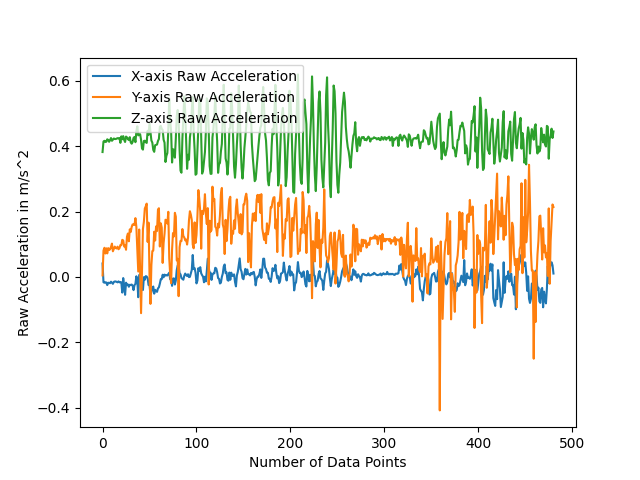 X-axis Raw Acceleration
Y-axis Raw Acceleration
Z-axis Raw Acceleration
Raw Acceleration in m/s^2
0.6
0.4
0.2
0.0
−0.2
−0.4
0 100 200 300 400 500
Number of Data Points